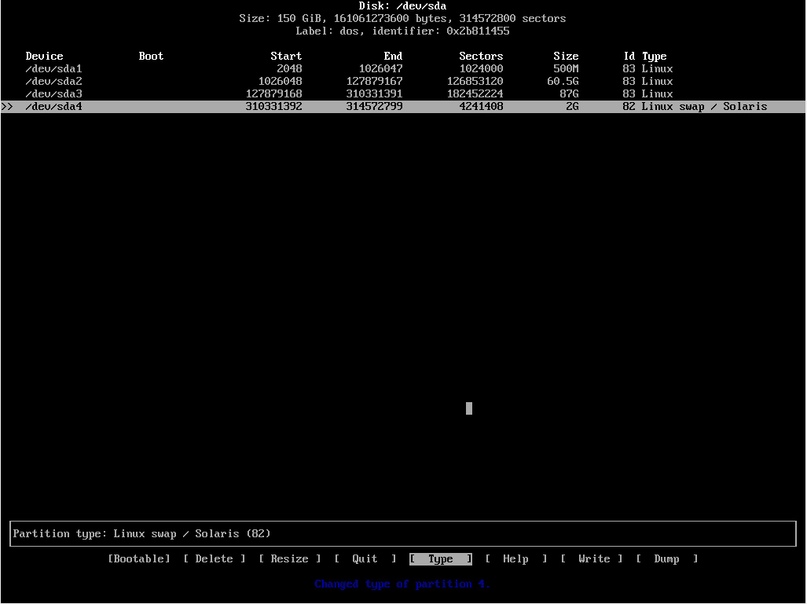 Disk: /dev/sda
Size: 150 GiB, 161061273600 bytes, 314572800 sectors
Label: dos, identifier: 0x2b811455
Device Boot Start End Sectors Size Id Type
/dev/sda1 2048 1026047 1024000 500M 83 Linux
/dev/sda2 1026048 127879167 126853120 60.5G 83 Linux
/dev/sda3 127879168 310331391 182452224 87G 83 Linux
>> /dev/sda4 310331392 314572799 4241408 2G 82 Linux swap / Solaris
Partition type: Linux swap / Solaris (82)
[Bootable] [ Delete ] [ Resize ] [ Quit ] [ Type ] [ Help ] [ Write ] [ Dump ]
Changed type of partition 4.